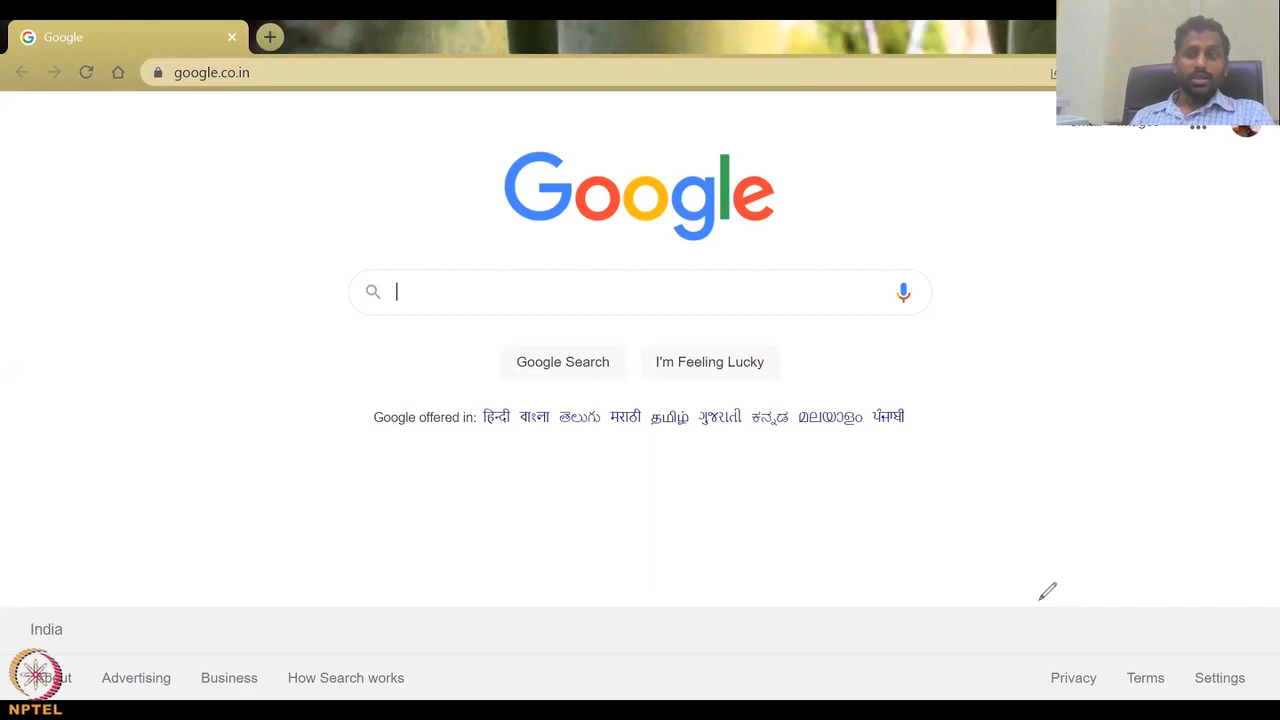 Google
google.co.in
Google
Google Search I'm Feeling Lucky
Google offered in: हिन्दी বাংলা తెలుగు मराठी தமிழ் ગુજરાતી ಕನ್ನಡ മലയാളം ਪੰਜਾਬੀ
India
Advertising Business How Search works Privacy Terms Settings
NPTEL